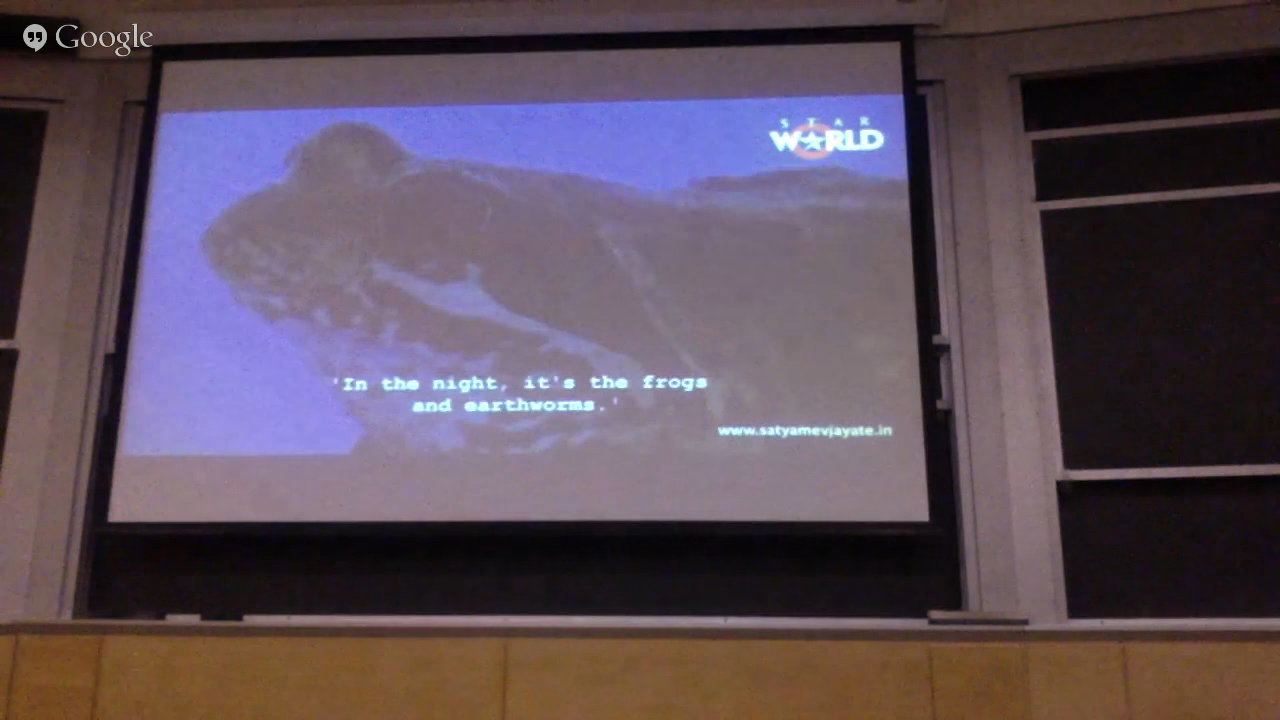 Google
STAR
WORLD
'In the night, it's the frogs
and earthworms.'
www.satyamevjayate.in